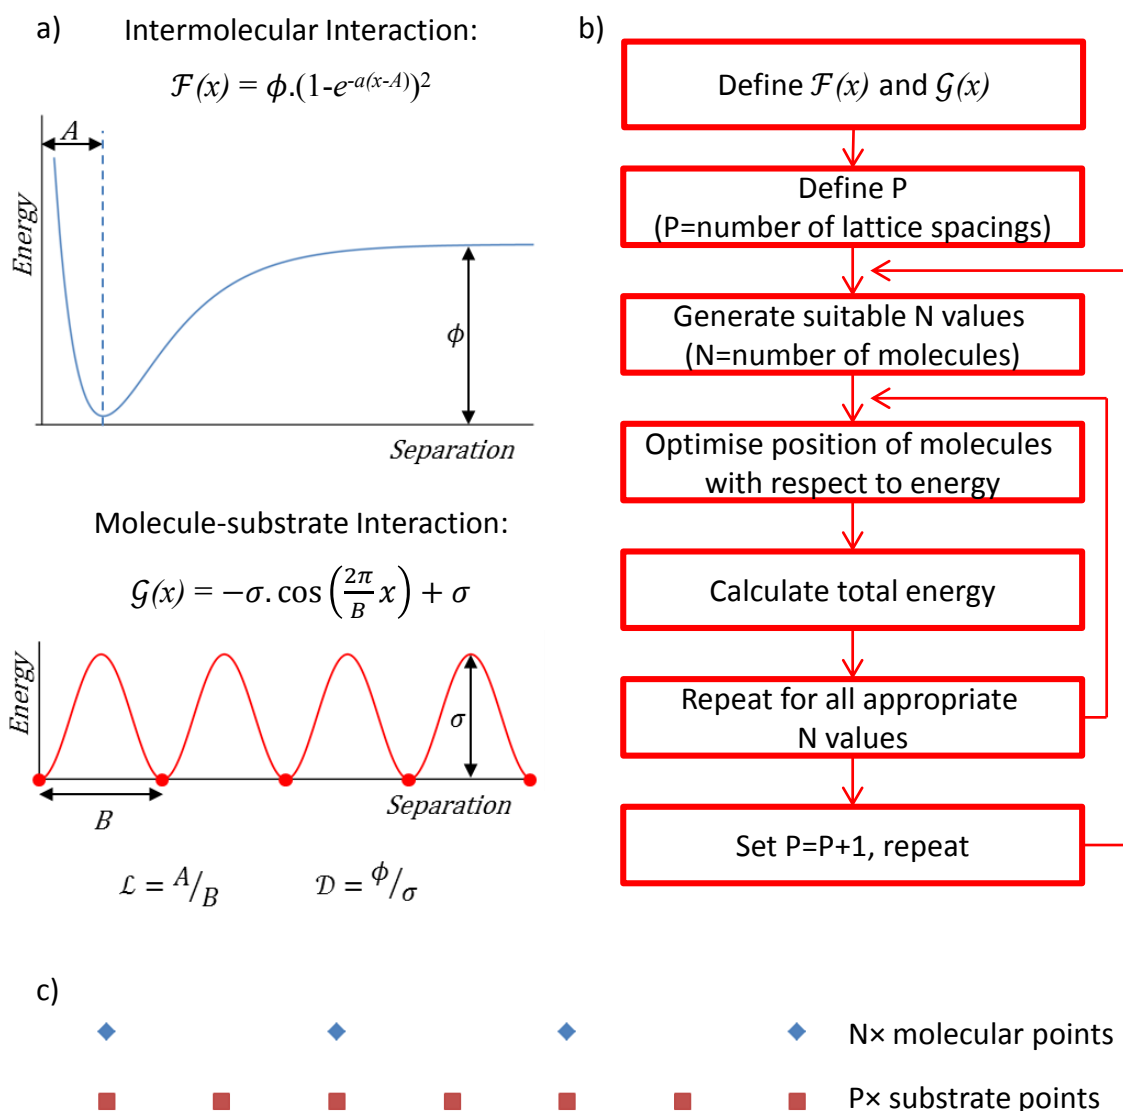 a)
Intermolecular Interaction:
ℱ(x) = ϕ.(1-e^{-a(x-A)})^2
A
Energy
ϕ
Separation
Molecule-substrate Interaction:
𝒢(x) = −σ. cos(2π/B x) + σ
Energy
σ
B
Separation
ℒ = A/B
𝒟 = ϕ/σ
b)
Define ℱ(x) and 𝒢(x)
Define P
(P=number of lattice spacings)
Generate suitable N values
(N=number of molecules)
Optimise position of molecules
with respect to energy
Calculate total energy
Repeat for all appropriate
N values
Set P=P+1, repeat
c)
N× molecular points
P× substrate points